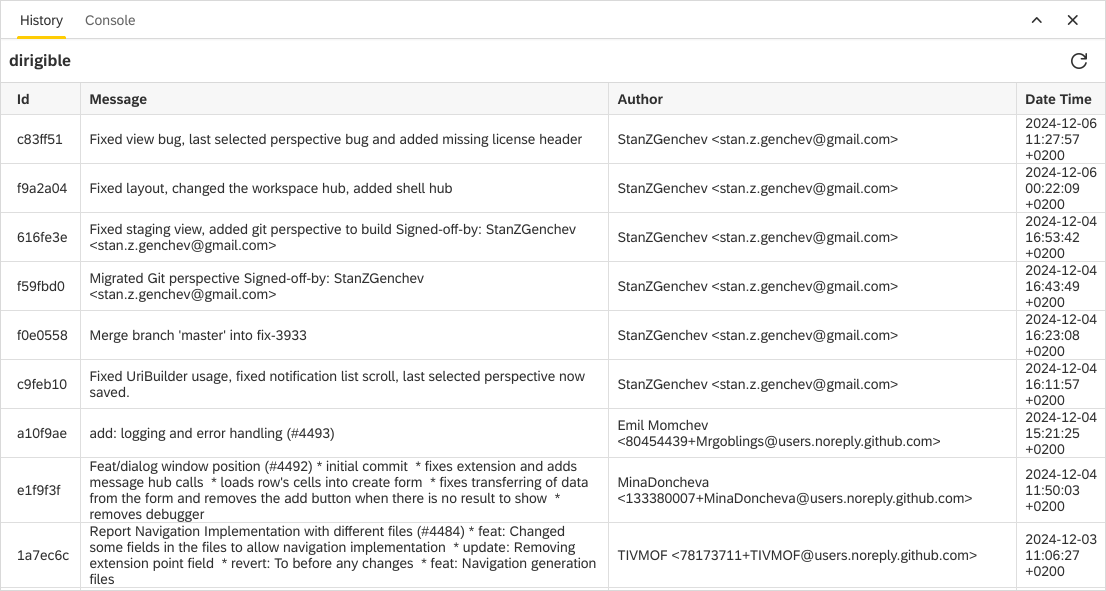 History Console
dirigible
Id Message Author Date Time
c83ff51 Fixed view bug, last selected perspective bug and added missing license header StanZGenchev <stan.z.genchev@gmail.com> 2024-12-06
11:27:57
+0200
f9a2a04 Fixed layout, changed the workspace hub, added shell hub StanZGenchev <stan.z.genchev@gmail.com> 2024-12-06
00:22:09
+0200
616fe3e Fixed staging view, added git perspective to build Signed-off-by: StanZGenchev
<stan.z.genchev@gmail.com> StanZGenchev <stan.z.genchev@gmail.com> 2024-12-04
16:53:42
+0200
f59fbd0 Migrated Git perspective Signed-off-by: StanZGenchev
<stan.z.genchev@gmail.com> StanZGenchev <stan.z.genchev@gmail.com> 2024-12-04
16:43:49
+0200
f0e0558 Merge branch 'master' into fix-3933 StanZGenchev <stan.z.genchev@gmail.com> 2024-12-04
16:23:08
+0200
c9feb10 Fixed UriBuilder usage, fixed notification list scroll, last selected perspective now
saved. StanZGenchev <stan.z.genchev@gmail.com> 2024-12-04
16:11:57
+0200
a10f9ae add: logging and error handling (#4493) Emil Momchev
<80454439+Mrgoblings@users.noreply.github.com> 2024-12-04
15:21:25
+0200
e1f9f3f Feat/dialog window position (#4492) * initial commit * fixes extension and adds
message hub calls * loads row's cells into create form * fixes transferring of data
from the form and removes the add button when there is no result to show *
removes debugger MinaDoncheva
<133380007+MinaDoncheva@users.noreply.github.com> 2024-12-04
11:50:03
+0200
1a7ec6c Report Navigation Implementation with different files (#4484) * feat: Changed
some fields in the files to allow navigation implementation * update: Removing
extension point field * revert: To before any changes * feat: Navigation generation
files TIVMOF <78173711+TIVMOF@users.noreply.github.com> 2024-12-03
11:06:27
+0200